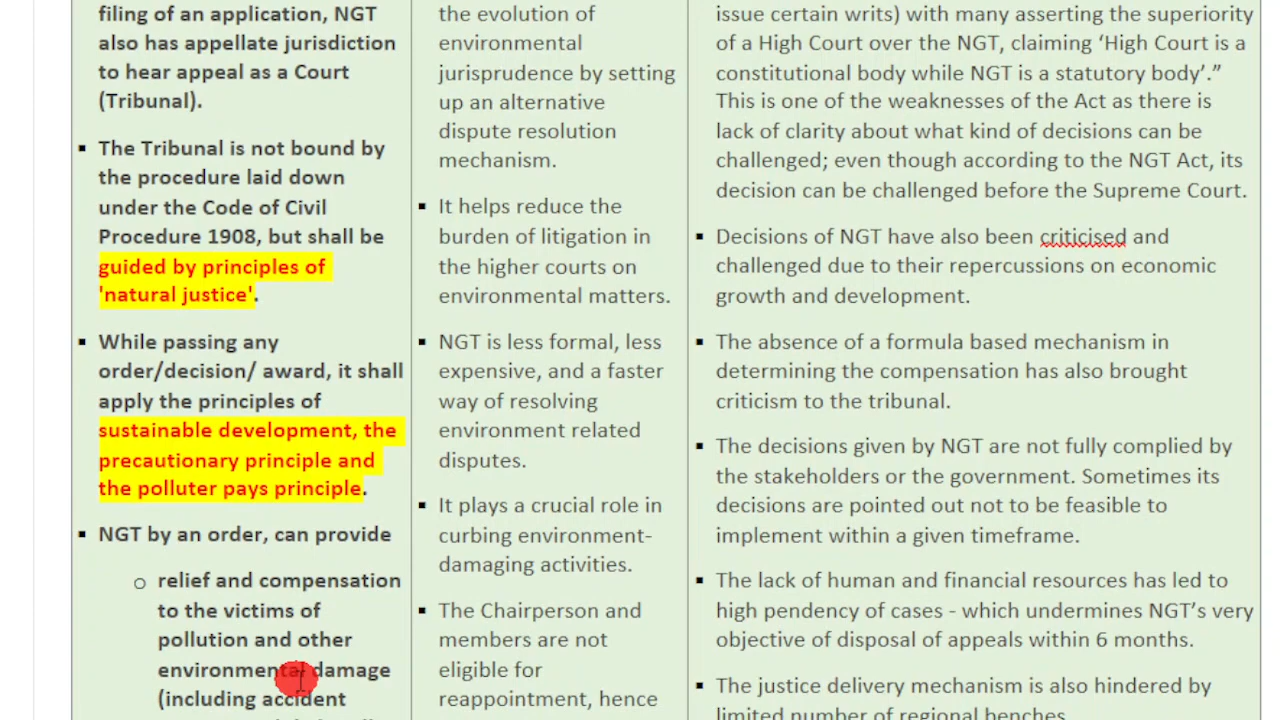 filing of an application, NGT
also has appellate jurisdiction
to hear appeal as a Court
(Tribunal).
▪ The Tribunal is not bound by
the procedure laid down
under the Code of Civil
Procedure 1908, but shall be
guided by principles of
'natural justice'.
▪ While passing any
order/decision/ award, it shall
apply the principles of
sustainable development, the
precautionary principle and
the polluter pays principle.
▪ NGT by an order, can provide
o relief and compensation
to the victims of
pollution and other
environmental damage
(including accident
the evolution of
environmental
jurisprudence by setting
up an alternative
dispute resolution
mechanism.
▪ It helps reduce the
burden of litigation in
the higher courts on
environmental matters.
▪ NGT is less formal, less
expensive, and a faster
way of resolving
environment related
disputes.
▪ It plays a crucial role in
curbing environment-
damaging activities.
▪ The Chairperson and
members are not
eligible for
reappointment, hence
issue certain writs) with many asserting the superiority
of a High Court over the NGT, claiming ‘High Court is a
constitutional body while NGT is a statutory body’.”
This is one of the weaknesses of the Act as there is
lack of clarity about what kind of decisions can be
challenged; even though according to the NGT Act, its
decision can be challenged before the Supreme Court.
▪ Decisions of NGT have also been criticised and
challenged due to their repercussions on economic
growth and development.
▪ The absence of a formula based mechanism in
determining the compensation has also brought
criticism to the tribunal.
▪ The decisions given by NGT are not fully complied by
the stakeholders or the government. Sometimes its
decisions are pointed out not to be feasible to
implement within a given timeframe.
▪ The lack of human and financial resources has led to
high pendency of cases - which undermines NGT’s very
objective of disposal of appeals within 6 months.
▪ The justice delivery mechanism is also hindered by
limited number of regional benches